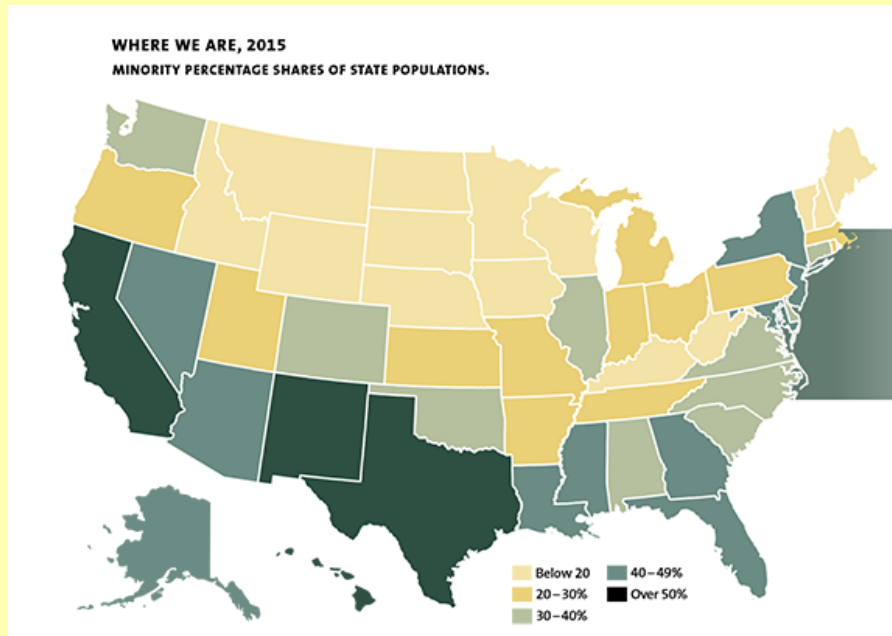 WHERE WE ARE, 2015
MINORITY PERCENTAGE SHARES OF STATE POPULATIONS.
Below 20
20–30%
30–40%
40–49%
Over 50%